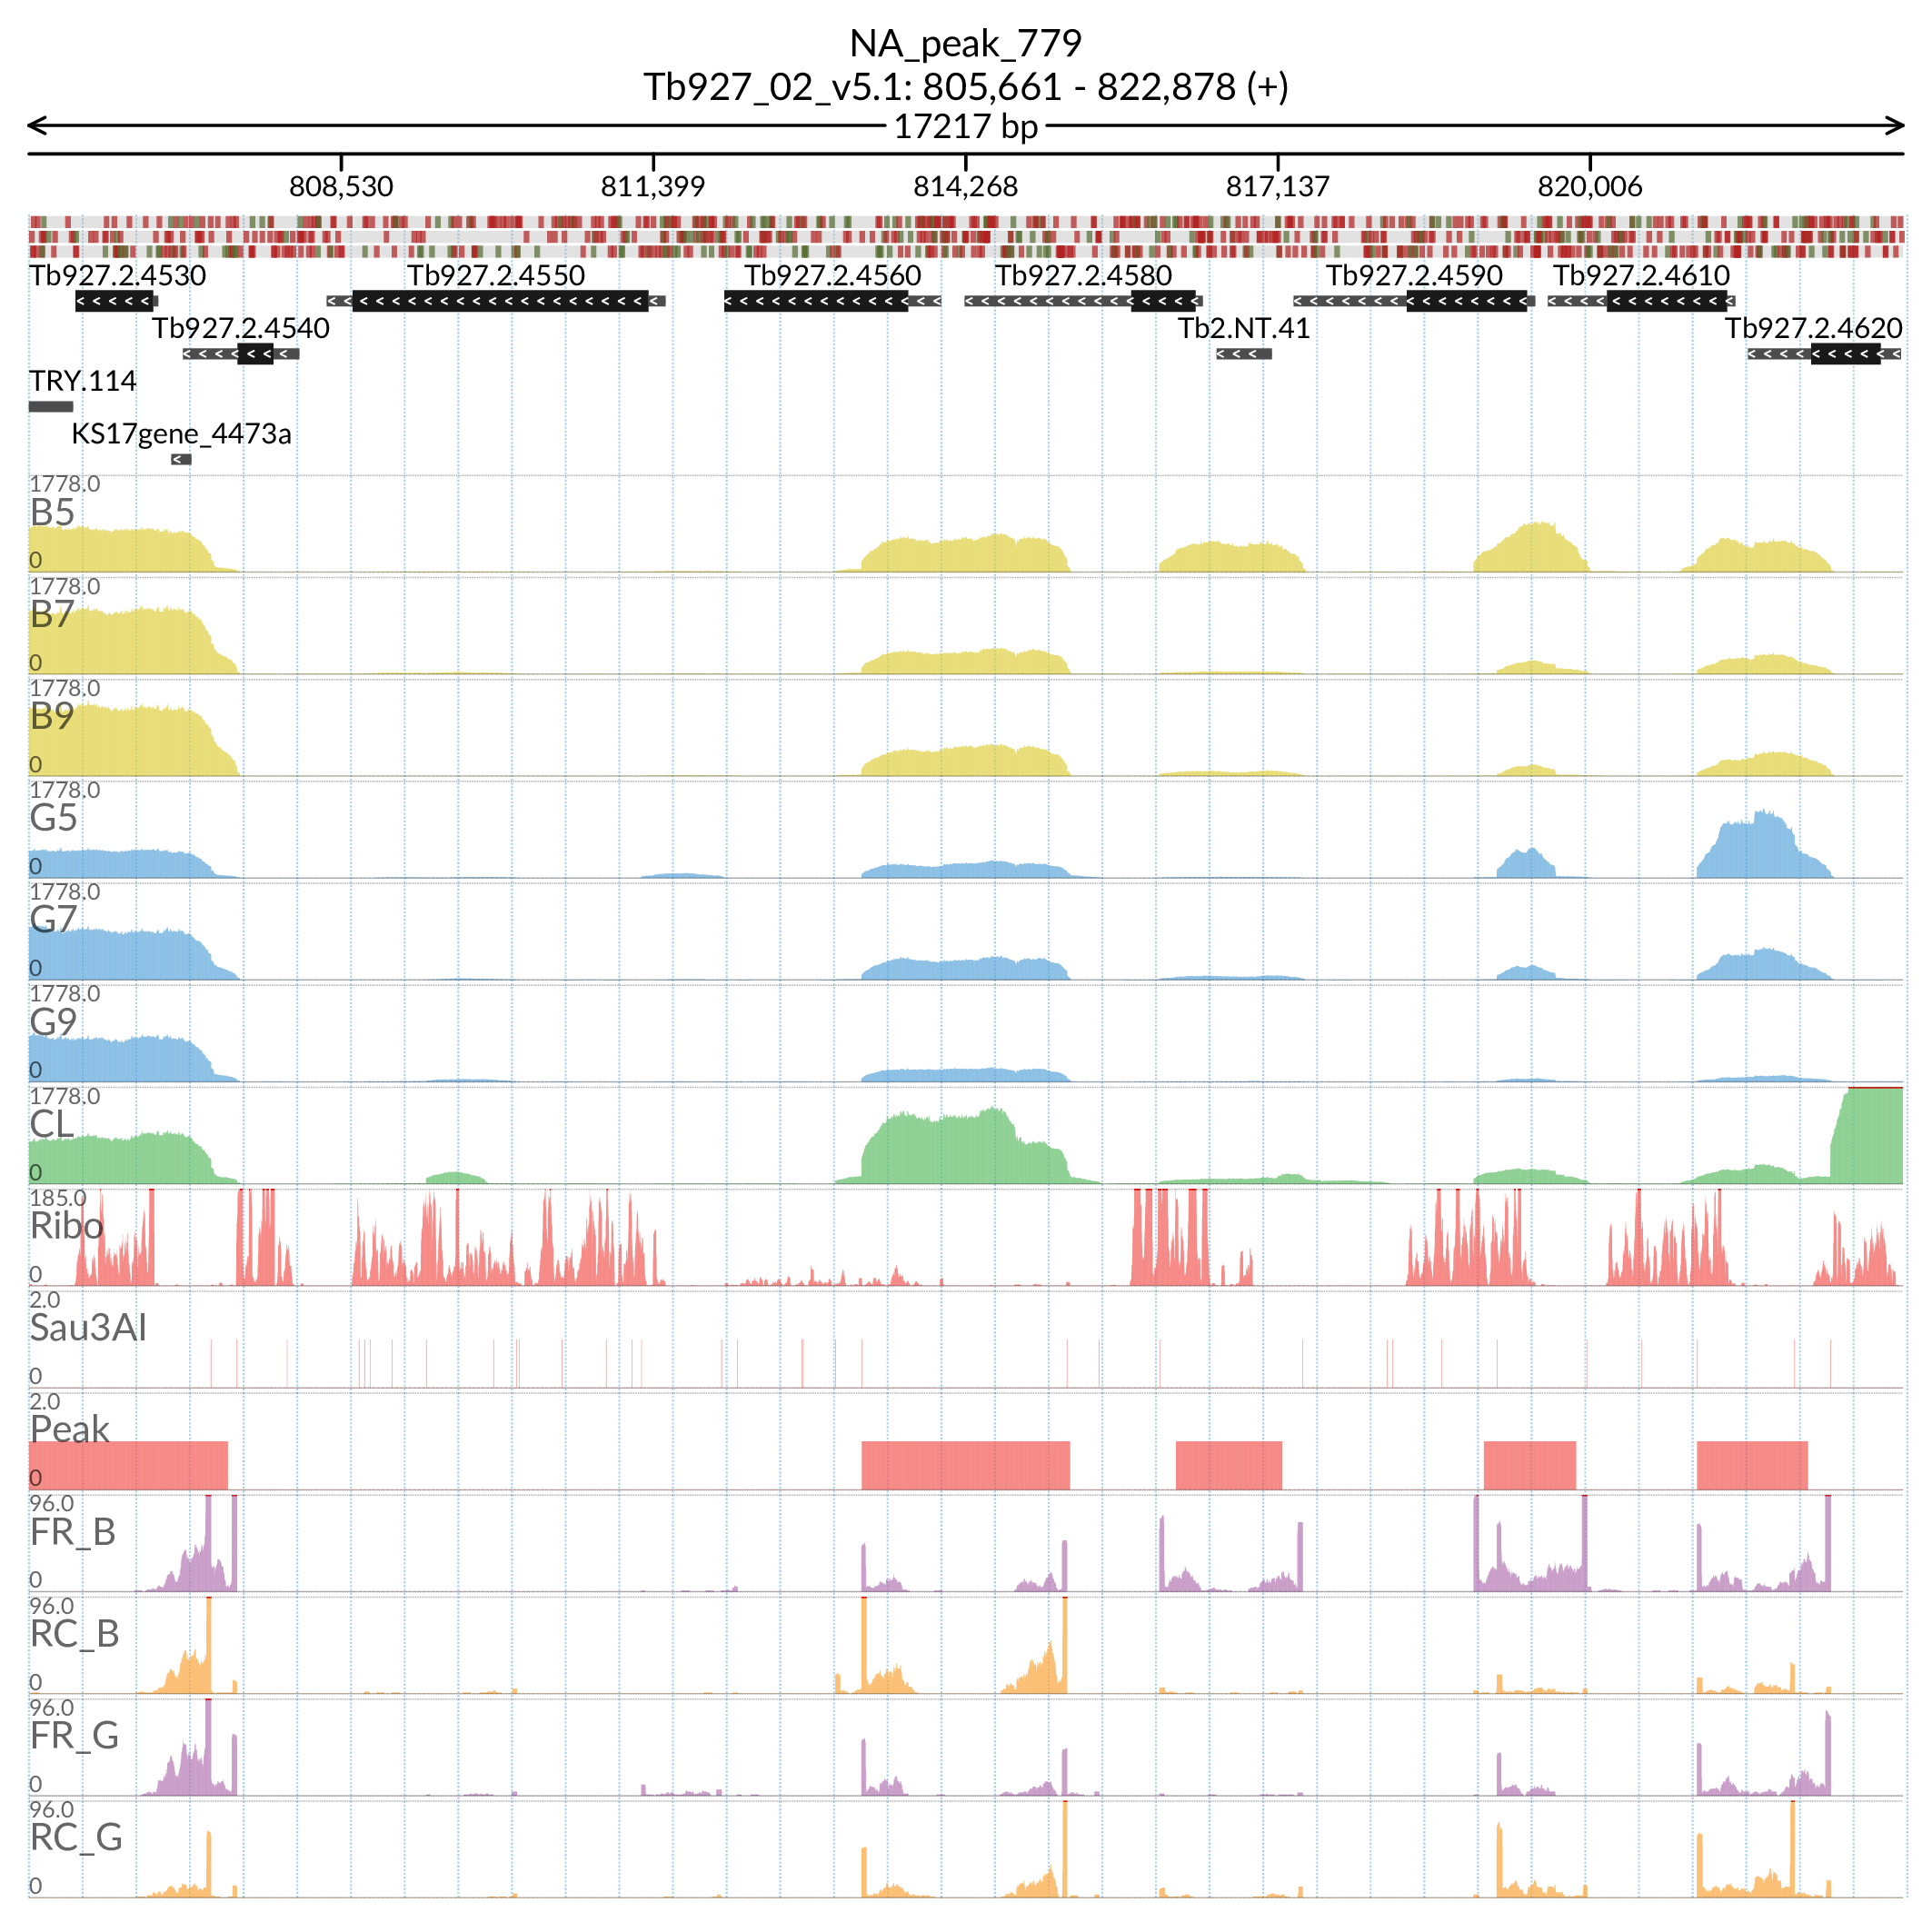 NA_peak_779
Tb927_02_v5.1: 805,661 - 822,878 (+)
17217 bp
808,530 811,399 814,268 817,137 820,006
Tb927.2.4530 Tb927.2.4550 Tb927.2.4560 Tb927.2.4580 Tb927.2.4590 Tb927.2.4610
Tb927.2.4540 Tb2.NT.41 Tb927.2.4620
TRY.114
KS17gene_4473a
1778.0
B5
0
1778.0
B7
0
1778.0
B9
0
1778.0
G5
0
1778.0
G7
0
1778.0
G9
0
1778.0
CL
0
185.0
Ribo
0
2.0
Sau3AI
0
2.0
Peak
0
96.0
FR_B
0
96.0
RC_B
0
96.0
FR_G
0
96.0
RC_G
0